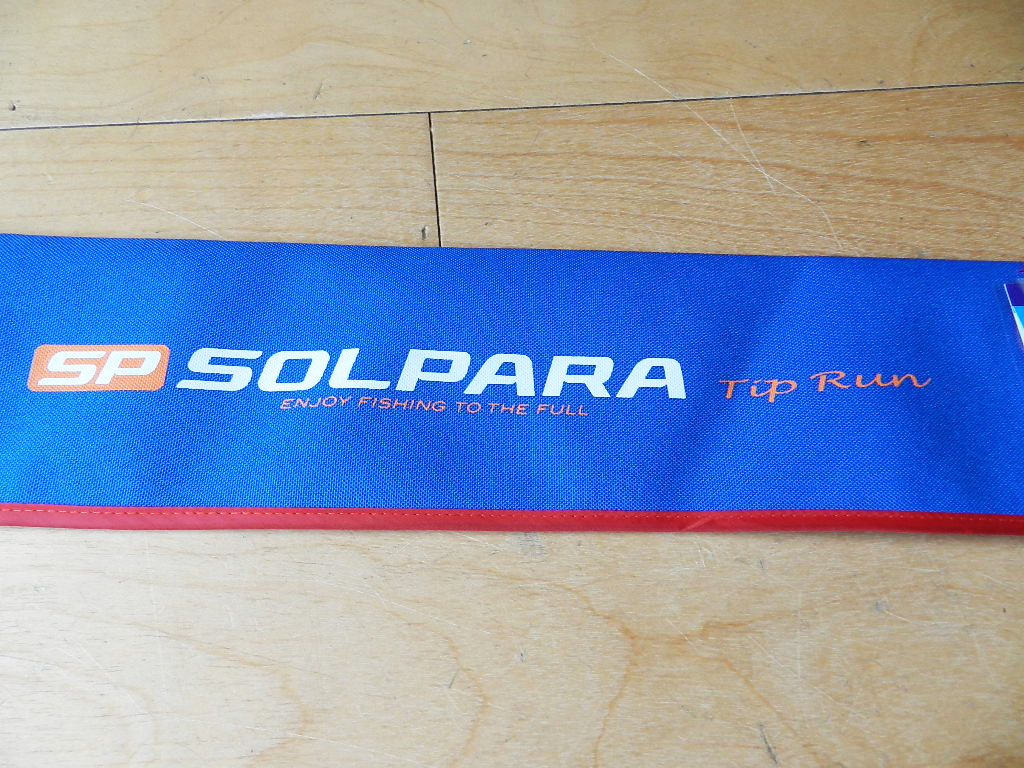 SP SOLPARA Tip Run
ENJOY FISHING TO THE FULL